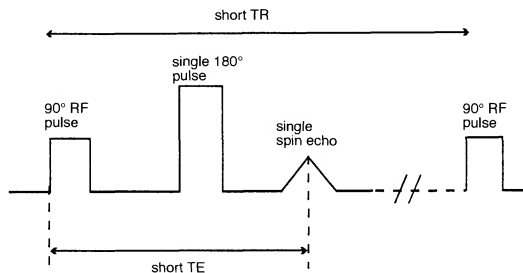 short TR
single 180°
pulse
90° RF
pulse
single
spin echo
90° RF
pulse
short TE